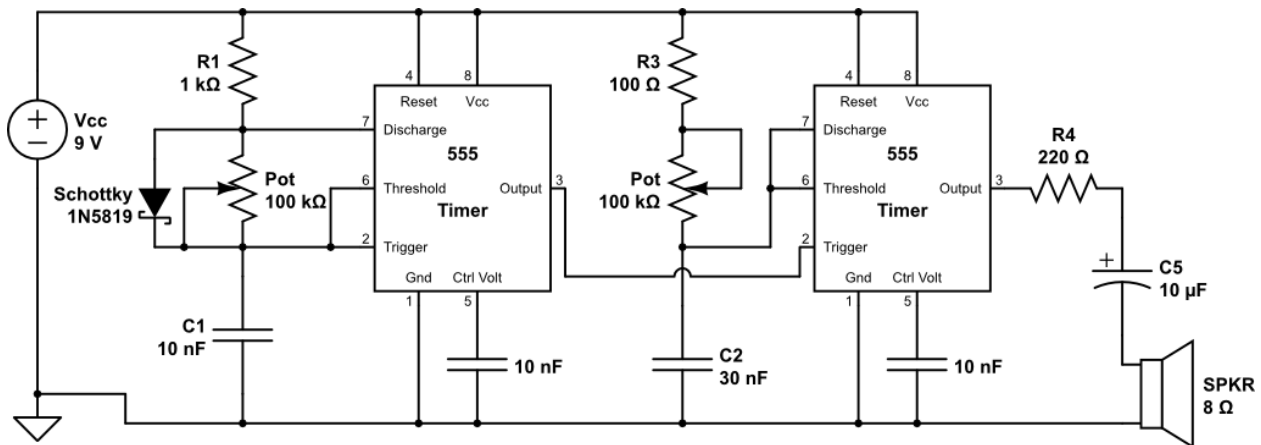 Vcc
9 V
+
−
R1
1 kΩ
Schottky
1N5819
Pot
100 kΩ
C1
10 nF
4
8
Reset
Vcc
7
Discharge
555
6
Threshold
Output
3
Timer
2
Trigger
Gnd
Ctrl Volt
1
5
10 nF
R3
100 Ω
Pot
100 kΩ
C2
30 nF
4
8
Reset
Vcc
7
Discharge
555
6
Threshold
Output
3
Timer
2
Trigger
Gnd
Ctrl Volt
1
5
10 nF
R4
220 Ω
+
C5
10 µF
SPKR
8 Ω